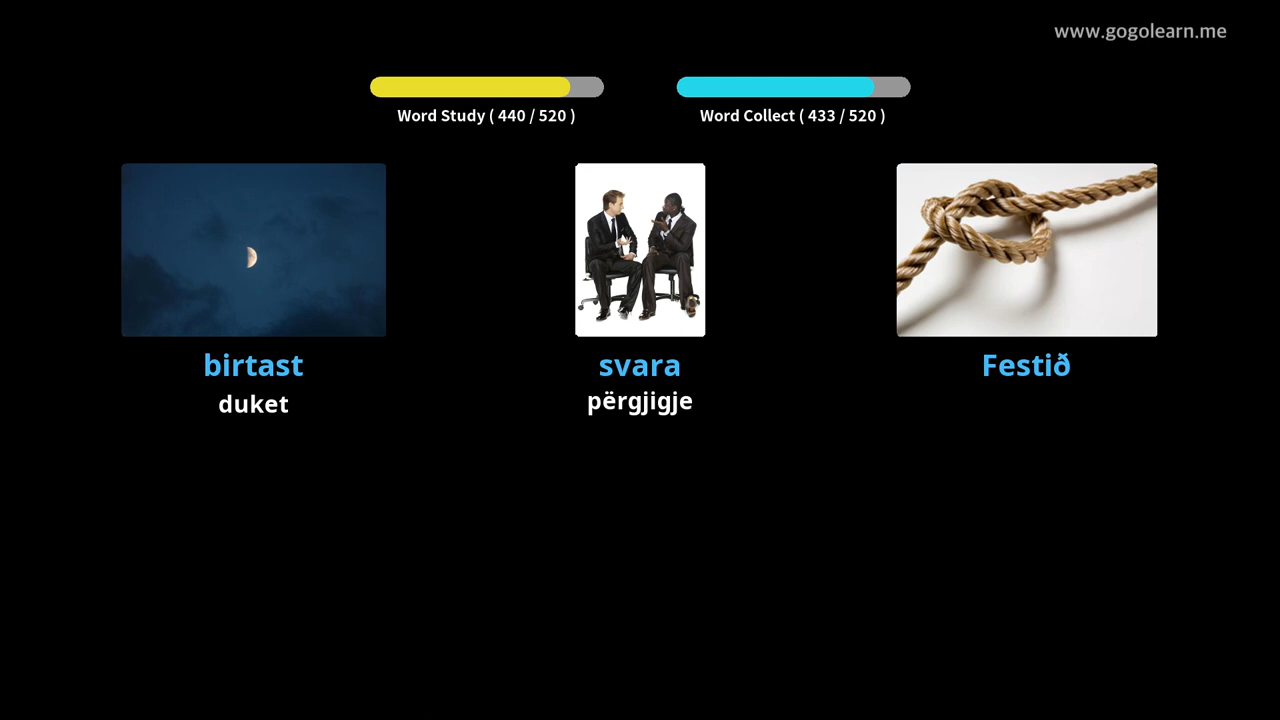 www.gogolearn.me
Word Study ( 440 / 520 )
Word Collect ( 433 / 520 )
birtast
duket
svara
përgjigje
Festið